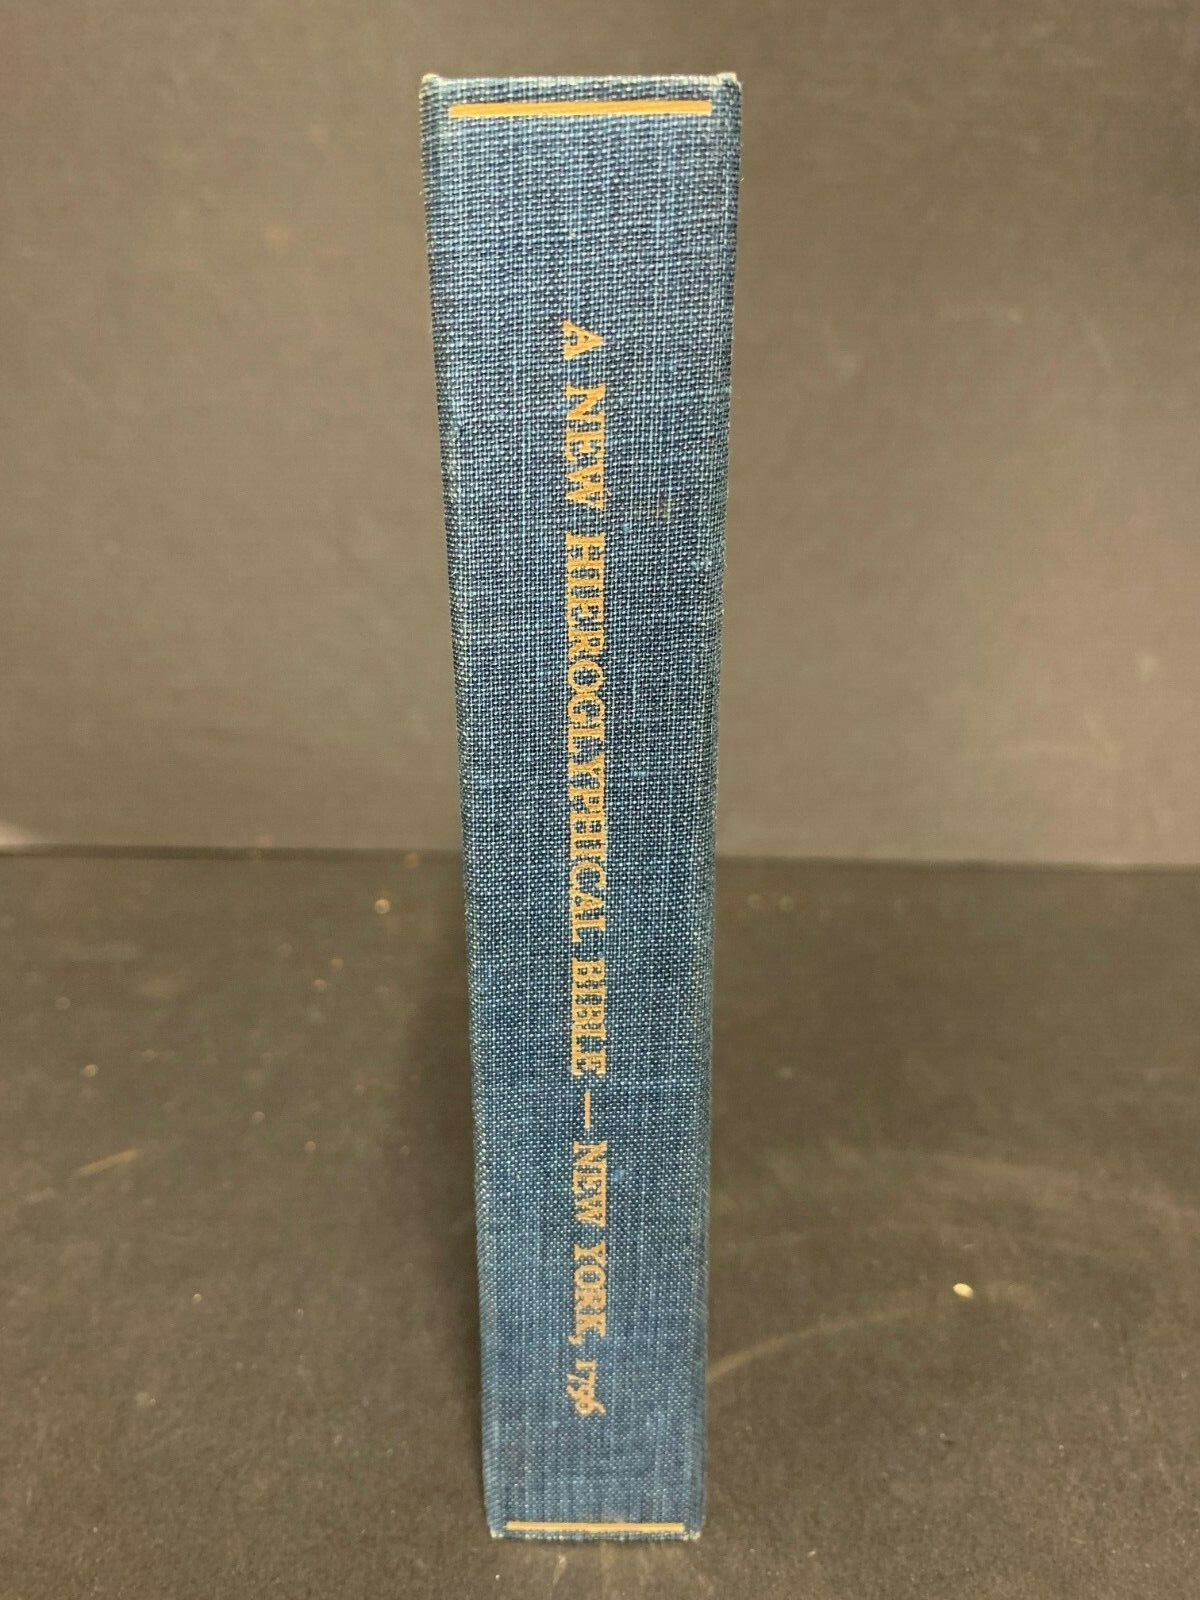 A NEW HIEROGLYPHICAL BIBLE — NEW YORK, 1796